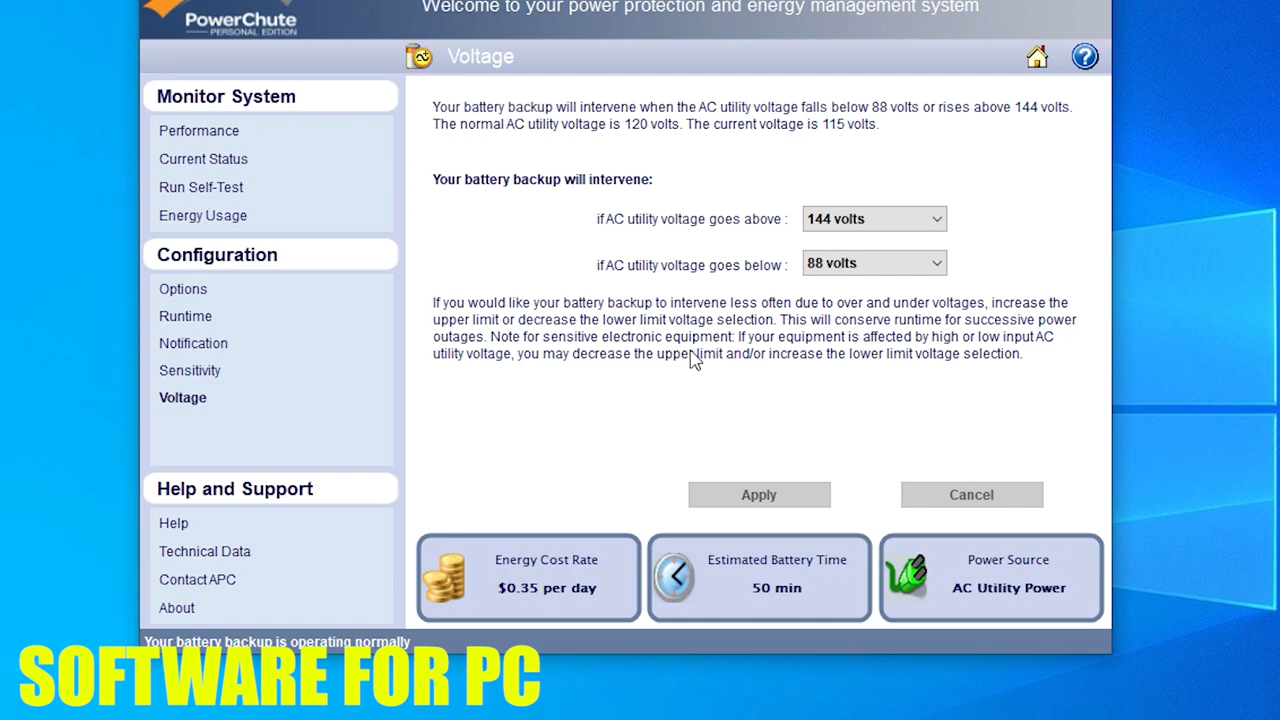 Welcome to your power protection and energy management system
PowerChute
PERSONAL EDITION
Voltage
Monitor System
Performance
Current Status
Run Self-Test
Energy Usage
Configuration
Options
Runtime
Notification
Sensitivity
Voltage
Help and Support
Help
Technical Data
Contact APC
About
Your battery backup will intervene when the AC utility voltage falls below 88 volts or rises above 144 volts.
The normal AC utility voltage is 120 volts. The current voltage is 115 volts.
Your battery backup will intervene:
if AC utility voltage goes above : 144 volts
if AC utility voltage goes below : 88 volts
If you would like your battery backup to intervene less often due to over and under voltages, increase the
upper limit or decrease the lower limit voltage selection. This will conserve runtime for successive power
outages. Note for sensitive electronic equipment: If your equipment is affected by high or low input AC
utility voltage, you may decrease the upper limit and/or increase the lower limit voltage selection.
Apply Cancel
Energy Cost Rate
$0.35 per day
Estimated Battery Time
50 min
Power Source
AC Utility Power
Your battery backup is operating normally
SOFTWARE FOR PC